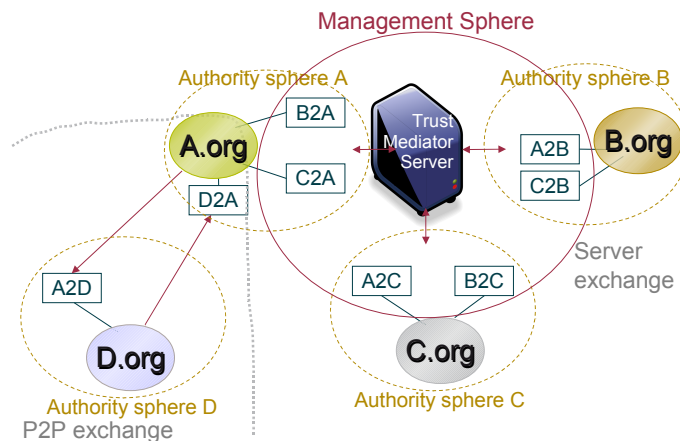 Management Sphere
Authority sphere A
Authority sphere B
B2A
Trust
Mediator
Server
A.org
B.org
A2B
C2A
C2B
D2A
Server
exchange
A2D
A2C
B2C
D.org
C.org
Authority sphere D
Authority sphere C
P2P exchange